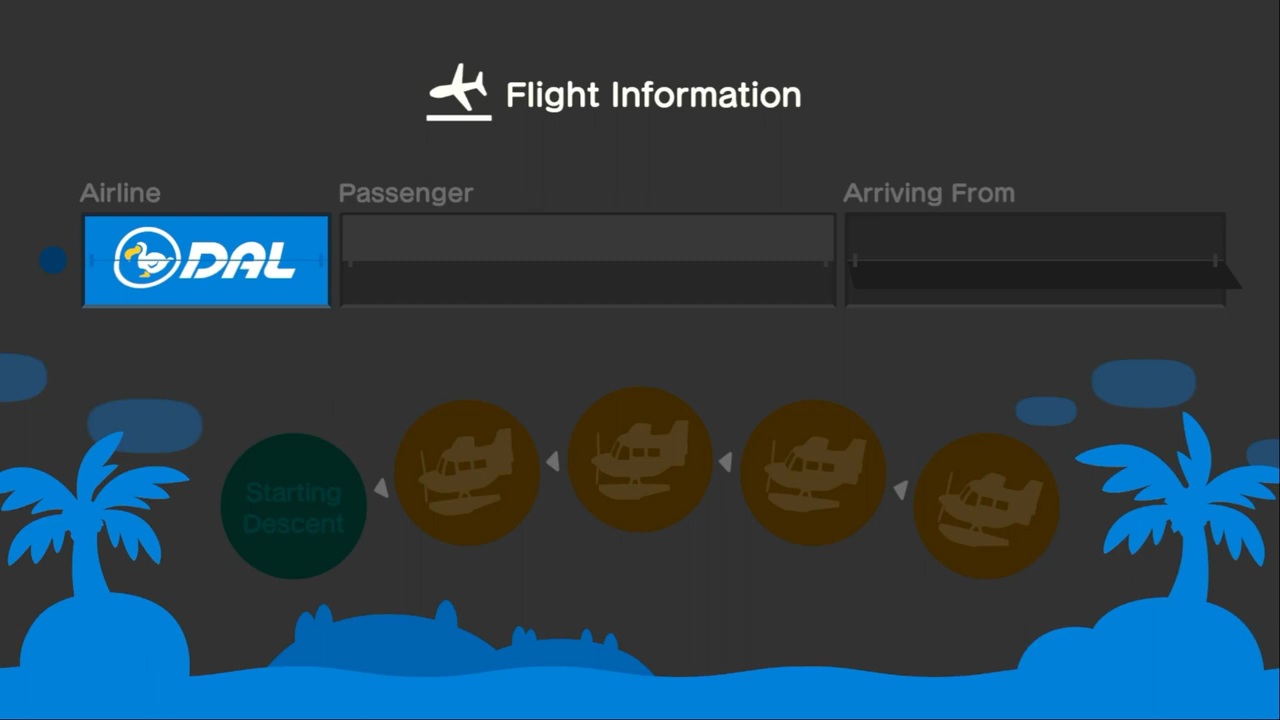 Flight Information
Airline
Passenger
Arriving From
DAL
Starting
Descent